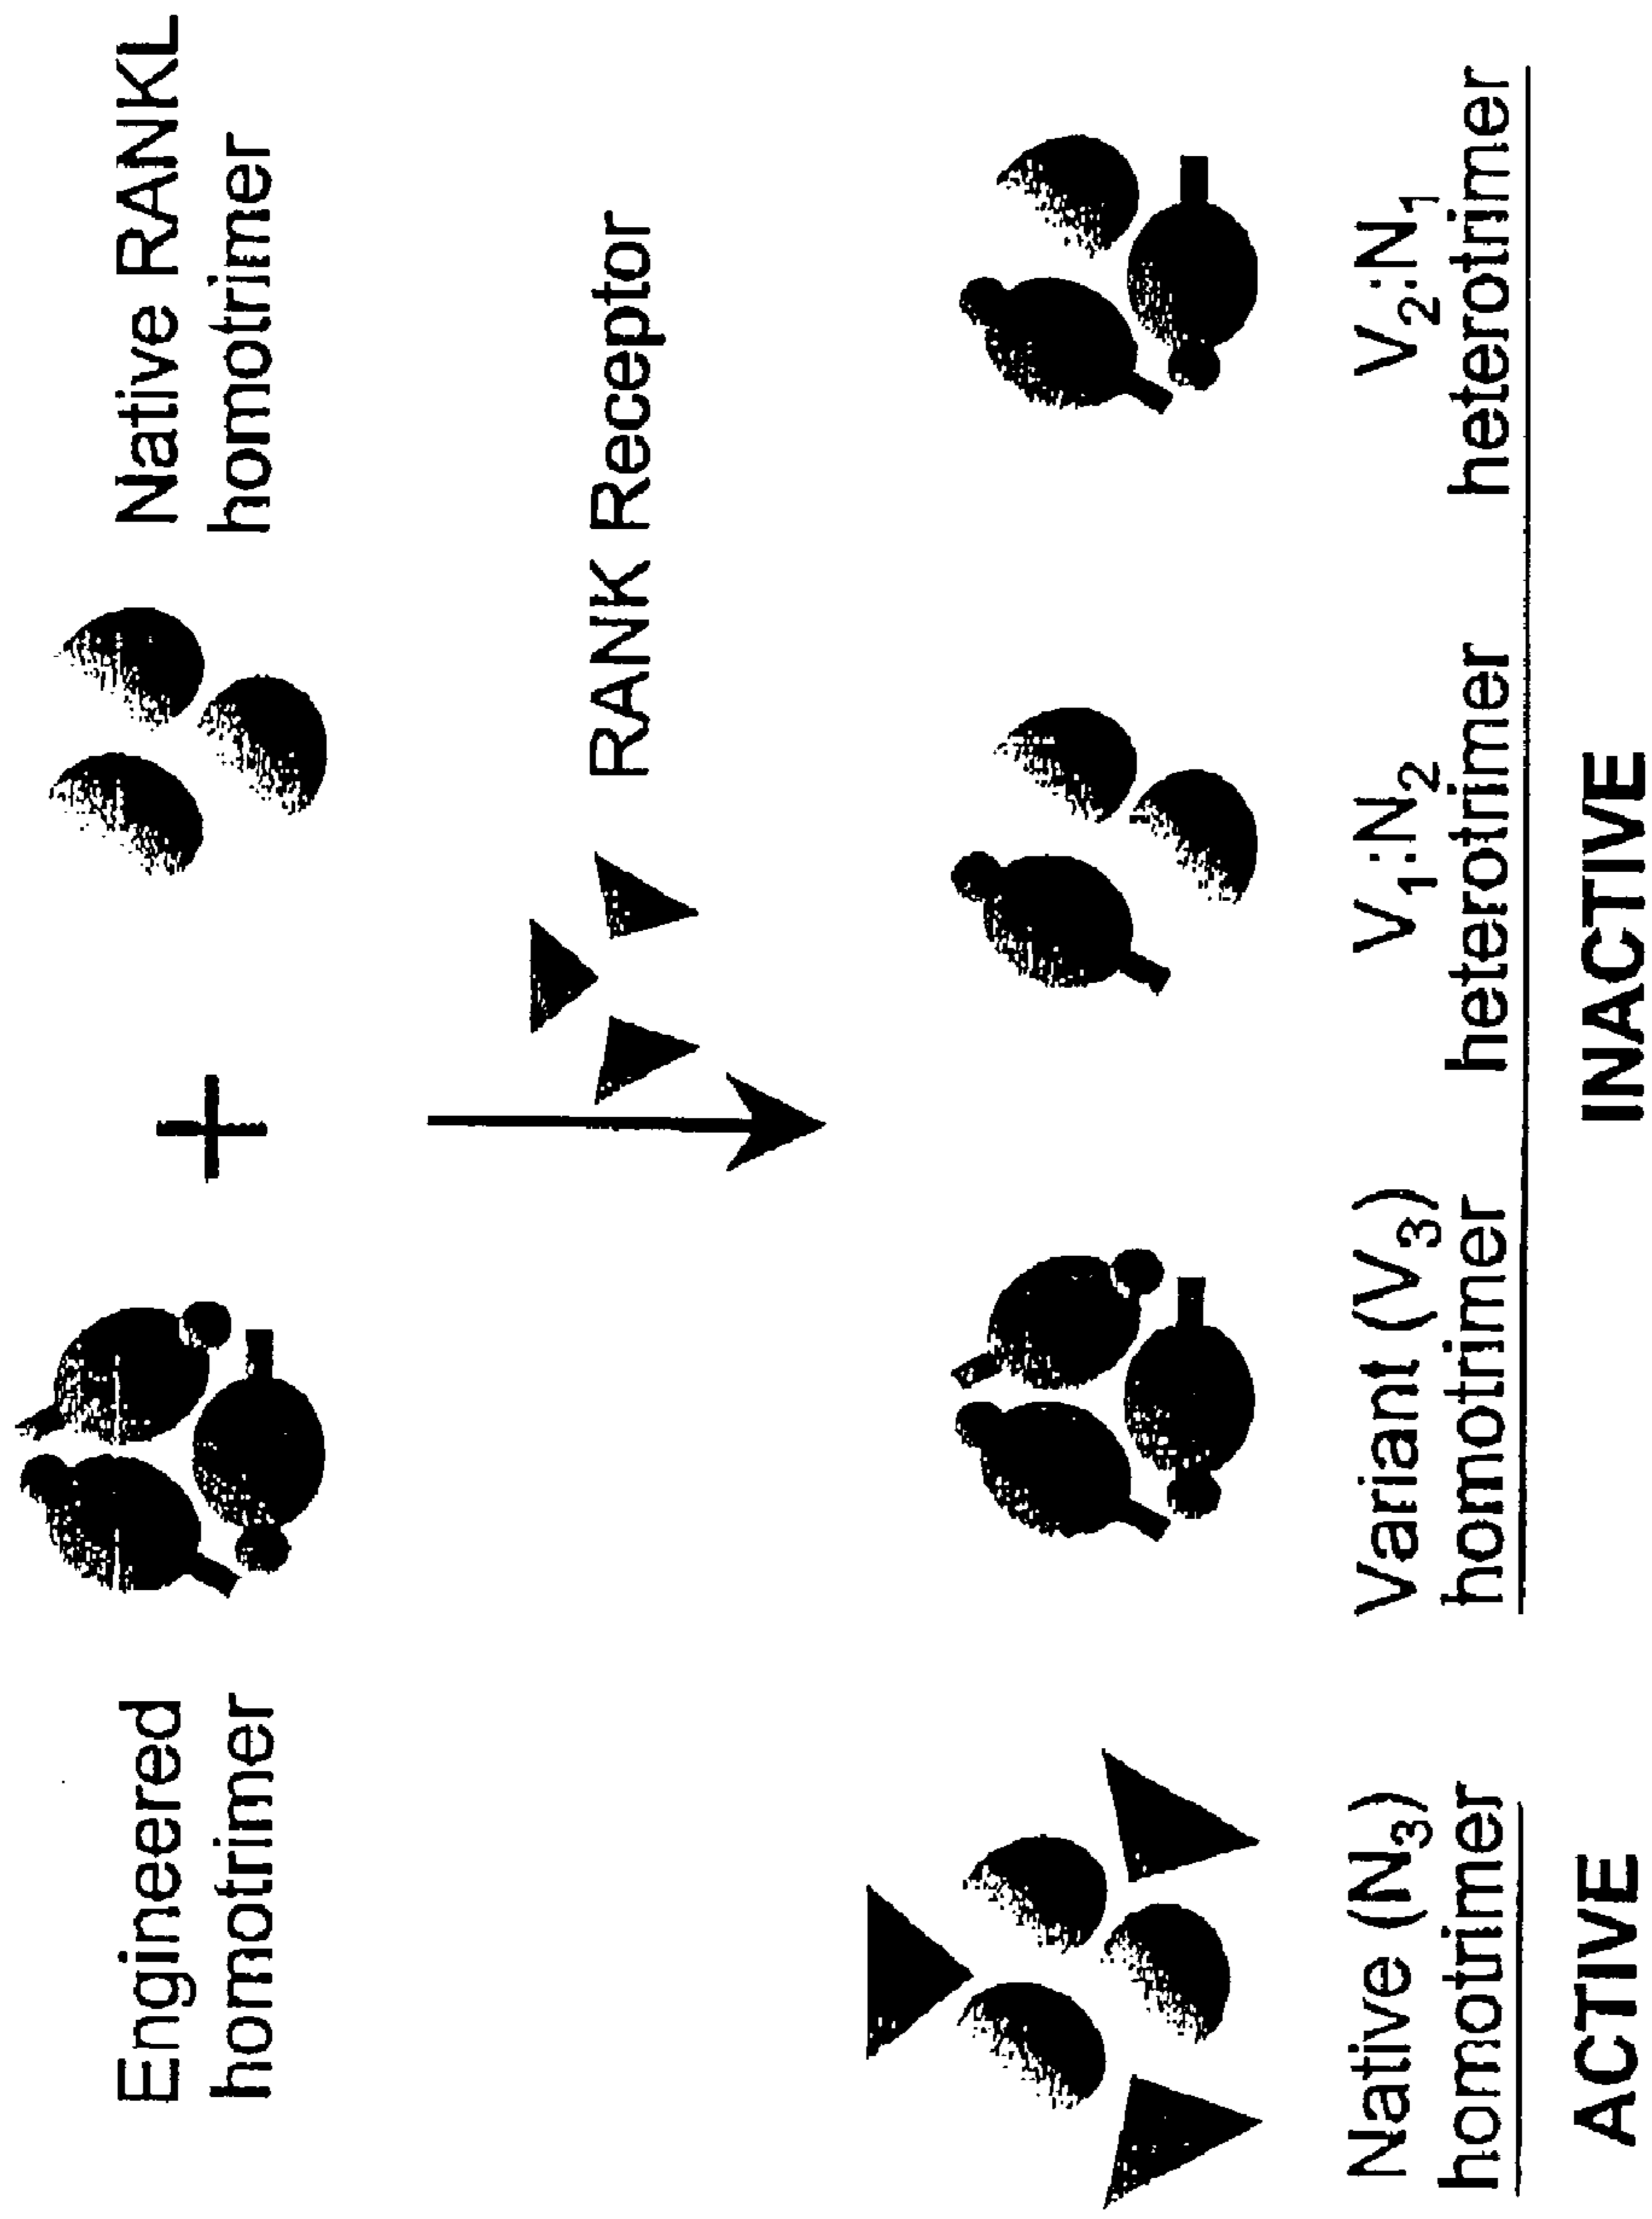 Engineered
homotrimer
+
Native RANKL
homotrimer
RANK Receptor
Native (N₃)
homotrimer
Variant (V₃)
homotrimer
V₁:N₂
heterotrimer
V₂:N₁
heterotrimer
ACTIVE
INACTIVE